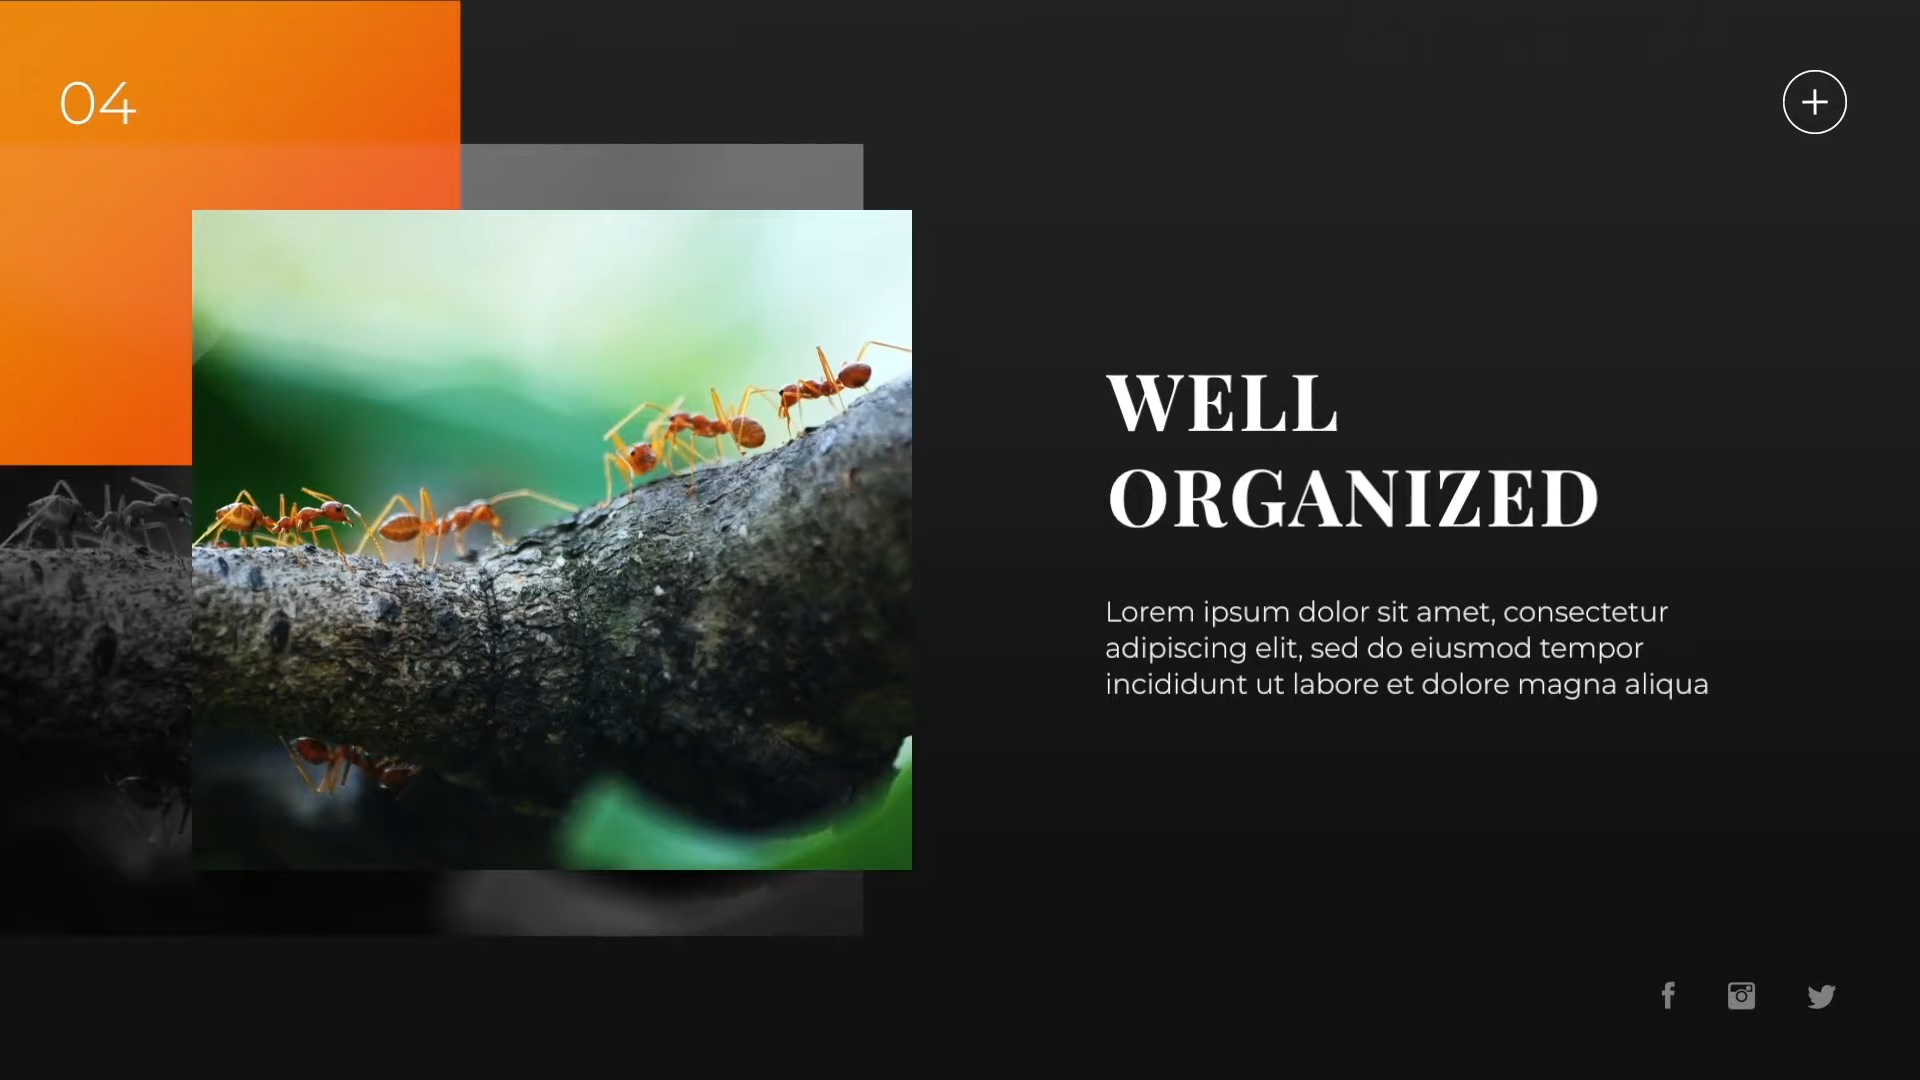 04
WELL
ORGANIZED
Lorem ipsum dolor sit amet, consectetur
adipiscing elit, sed do eiusmod tempor
incididunt ut labore et dolore magna aliqua